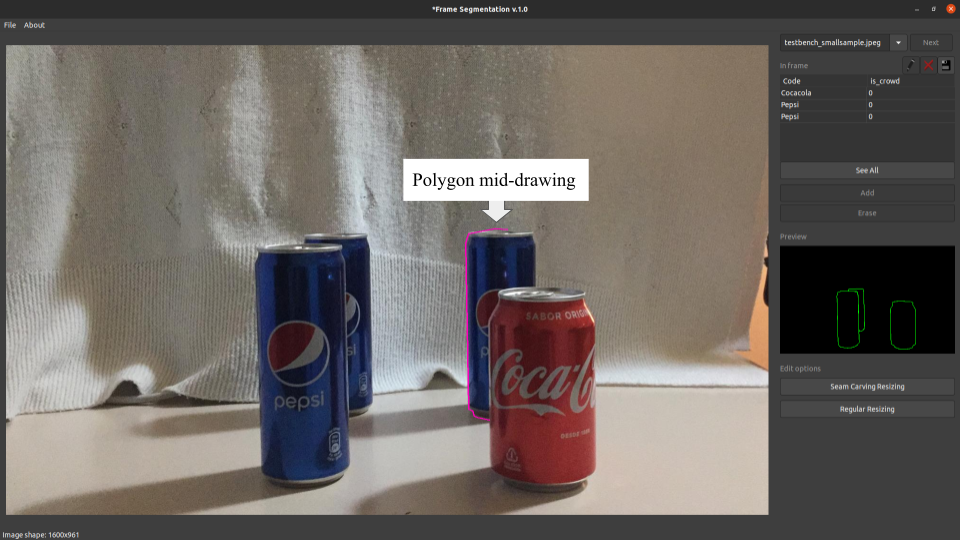 *Frame Segmentation v.1.0
File About
testbench_smallsample.jpeg Next
In frame
Code is_crowd
Cocacola 0
Pepsi 0
Pepsi 0
See All
Add
Erase
Preview
Edit options
Seam Carving Resizing
Regular Resizing
Polygon mid-drawing
SABOR ORIG
Coca-C
DESDE 1886
pepsi
si
p
Image shape: 1600x961